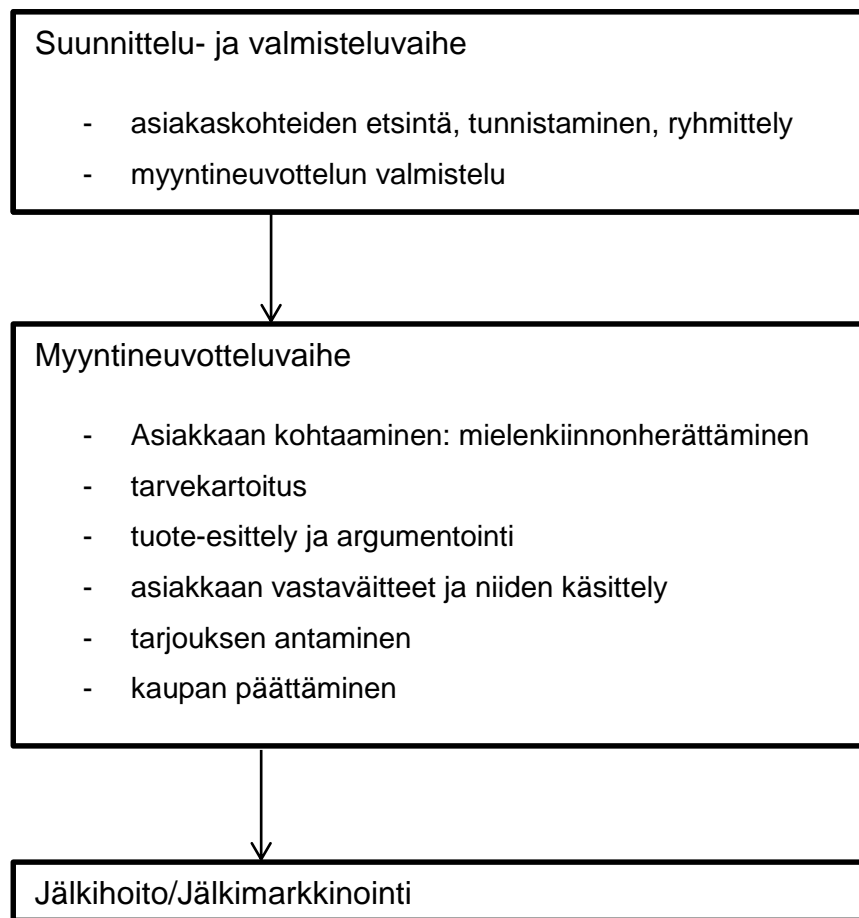 Suunnittelu- ja valmisteluvaihe
- asiakaskohteiden etsintä, tunnistaminen, ryhmittely
- myyntineuvottelun valmistelu
Myyntineuvotteluvaihe
- Asiakkaan kohtaaminen: mielenkiinnonherättäminen
- tarvekartoitus
- tuote-esittely ja argumentointi
- asiakkaan vastaväitteet ja niiden käsittely
- tarjouksen antaminen
- kaupan päättäminen
Jälkihoito/Jälkimarkkinointi